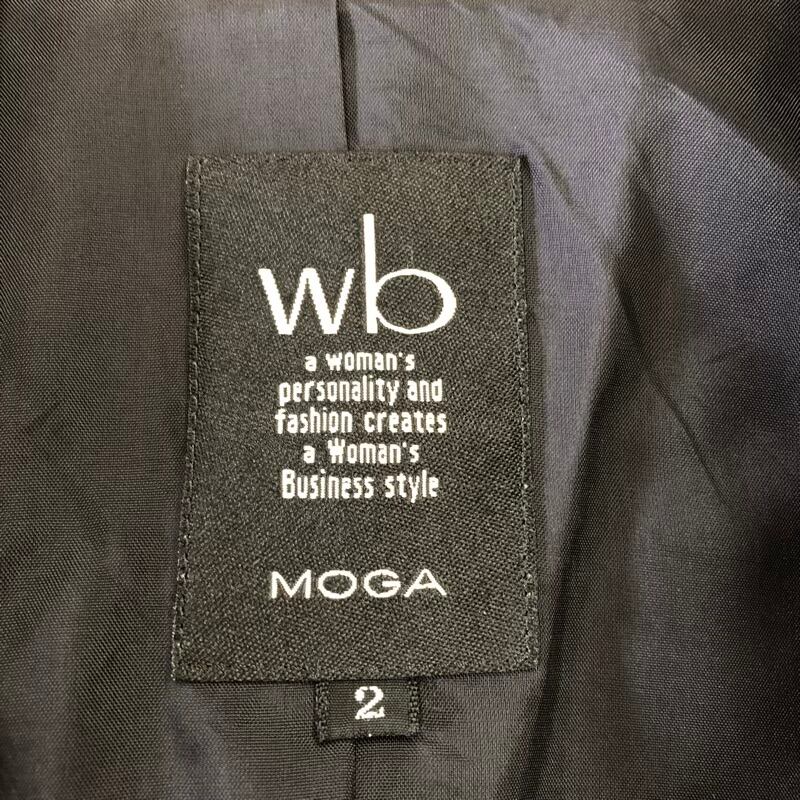 wb
a woman's
personality and
fashion creates
a Woman's
Business style
MOGA
2